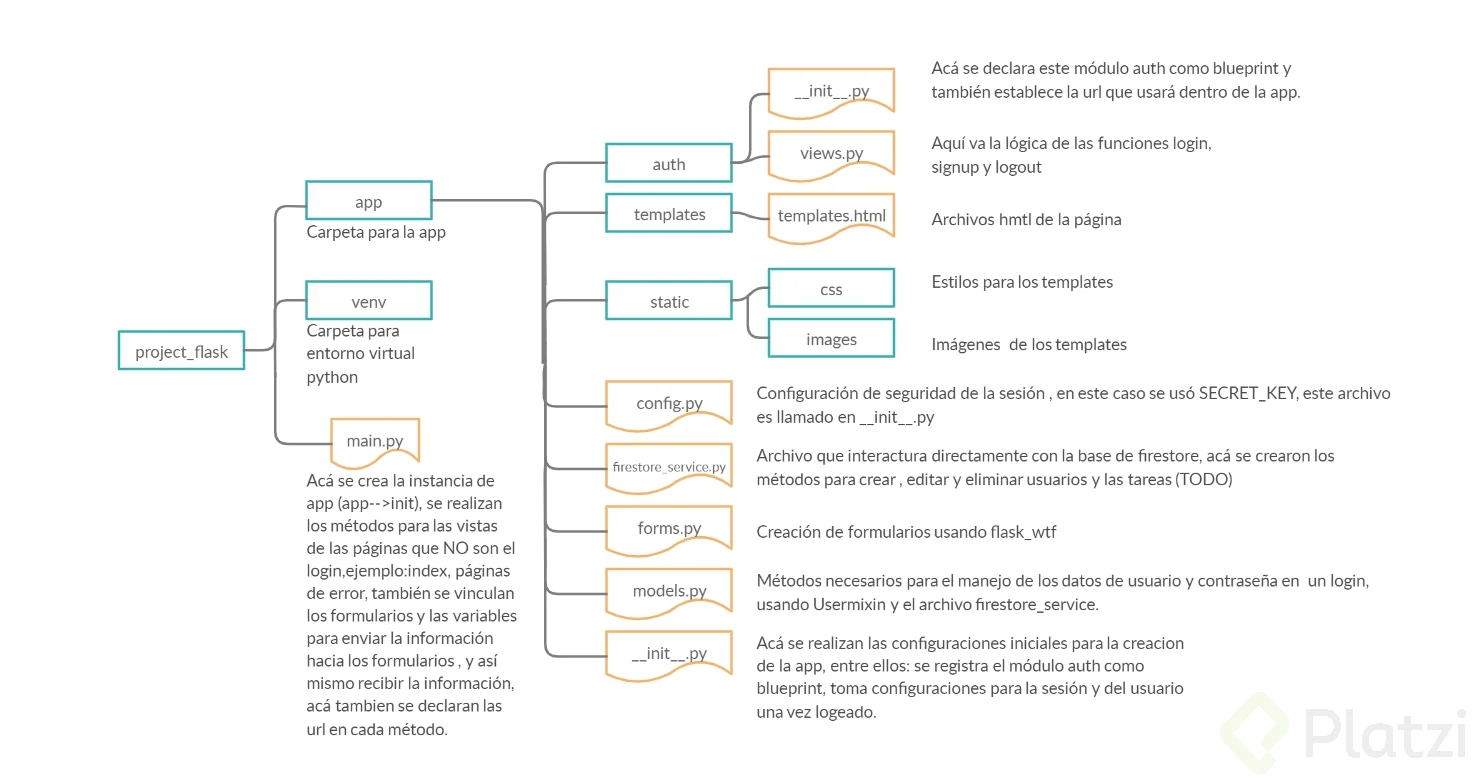 project_flask
app
Carpeta para la app
venv
Carpeta para
entorno virtual
python
main.py
Acá se crea la instancia de
app (app-->init), se realizan
los métodos para las vistas
de las páginas que NO son el
login,ejemplo:index, páginas
de error, también se vinculan
los formularios y las variables
para enviar la información
hacia los formularios , y así
mismo recibir la información,
acá tambien se declaran las
url en cada método.
auth
__init__.py
Acá se declara este módulo auth como blueprint y
también establece la url que usará dentro de la app.
views.py
Aquí va la lógica de las funciones login,
signup y logout
templates
templates.html
Archivos hmtl de la página
static
css
Estilos para los templates
images
Imágenes de los templates
config.py
Configuración de seguridad de la sesión , en este caso se usó SECRET_KEY, este archivo
es llamado en __init__.py
firestore_service.py
Archivo que interactura directamente con la base de firestore, acá se crearon los
métodos para crear , editar y eliminar usuarios y las tareas (TODO)
forms.py
Creación de formularios usando flask_wtf
models.py
Métodos necesarios para el manejo de los datos de usuario y contraseña en un login,
usando Usermixin y el archivo firestore_service.
__init__.py
Acá se realizan las configuraciones iniciales para la creacion
de la app, entre ellos: se registra el módulo auth como
blueprint, toma configuraciones para la sesión y del usuario
una vez logeado.
Platzi